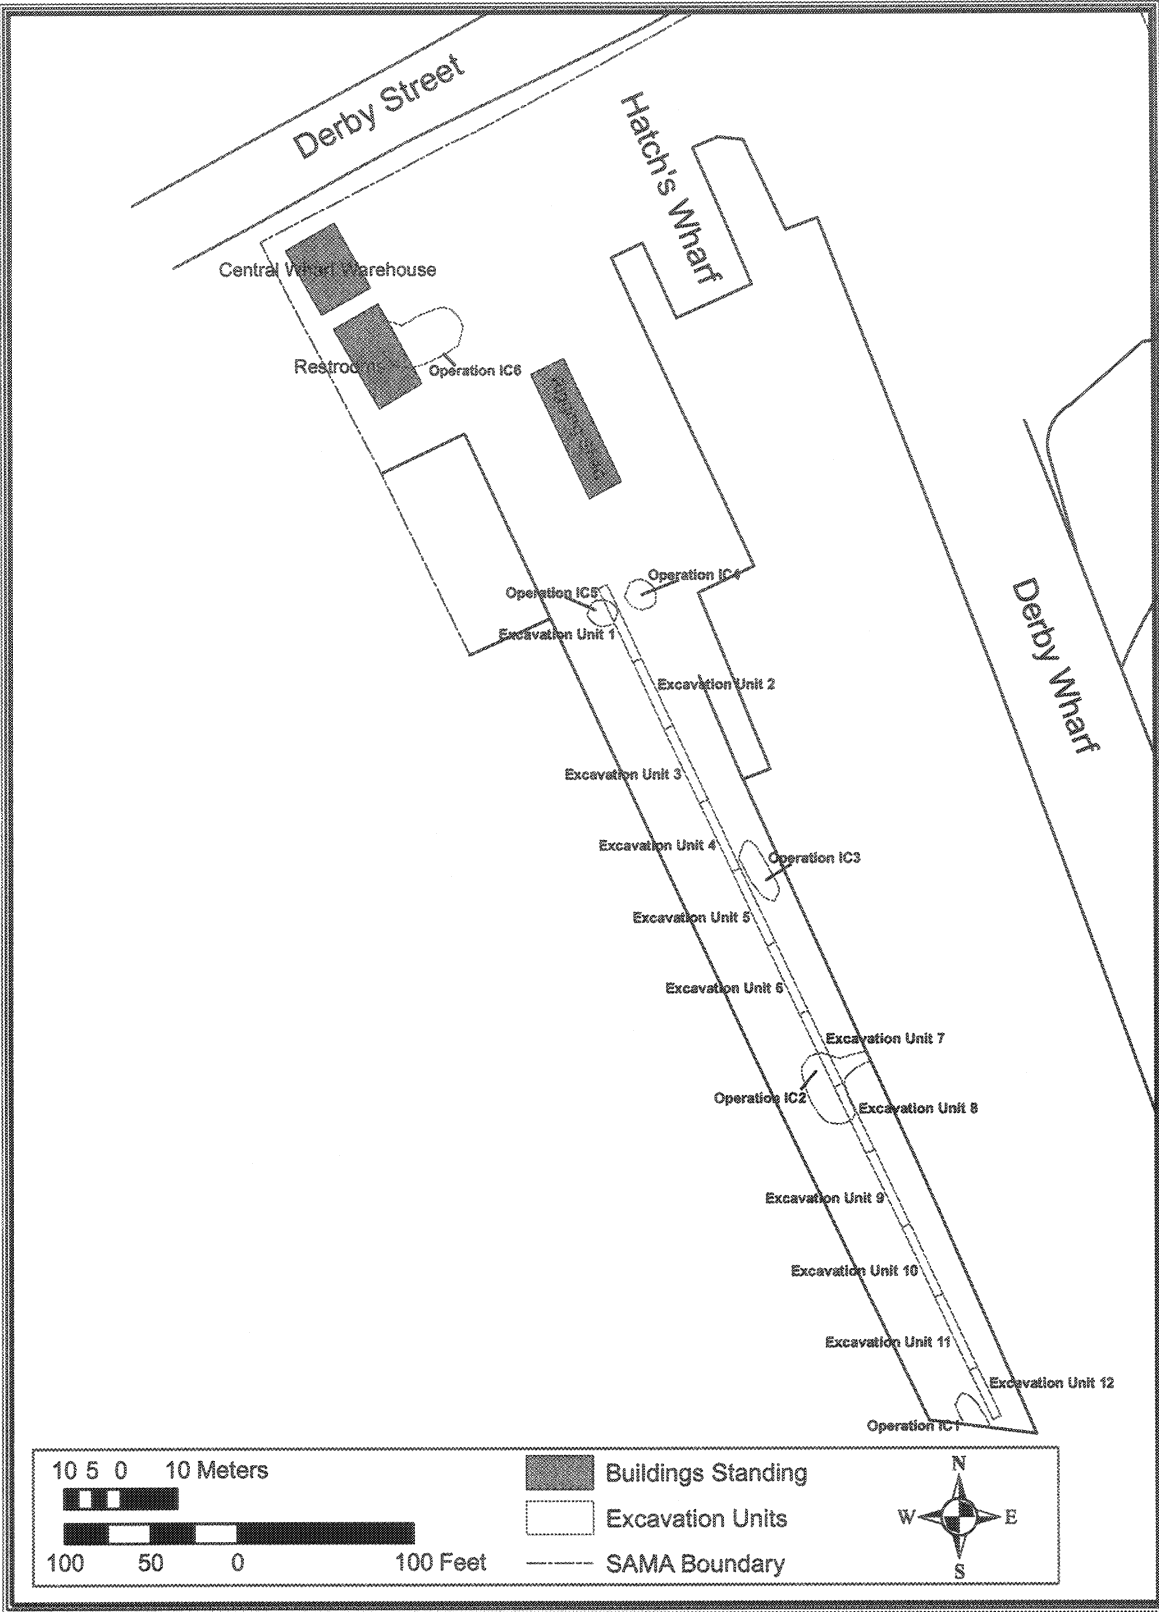 Derby Street
Hatch's Wharf
Central Wharf Warehouse
Restrooms
Operation IC6
Operation IC4
Operation IC5
Excavation Unit 1
Excavation Unit 2
Derby Wharf
Excavation Unit 3
Excavation Unit 4
Operation IC3
Excavation Unit 5
Excavation Unit 6
Excavation Unit 7
Operation IC2
Excavation Unit 8
Excavation Unit 9
Excavation Unit 10
Excavation Unit 11
Excavation Unit 12
Operation IC1
10 5 0 10 Meters
100 50 0 100 Feet
Buildings Standing
Excavation Units
SAMA Boundary
N
W E
S